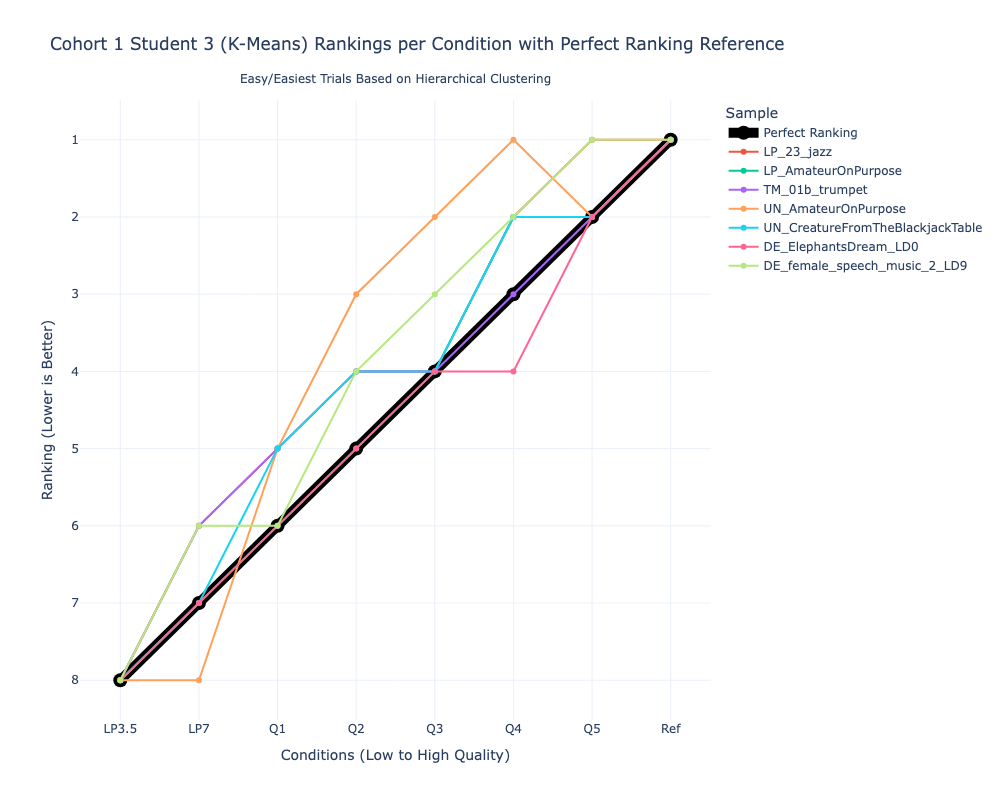 Cohort 1 Student 3 (K-Means) Rankings per Condition with Perfect Ranking Reference
Easy/Easiest Trials Based on Hierarchical Clustering
Sample
Perfect Ranking
LP_23_jazz
LP_AmateurOnPurpose
TM_01b_trumpet
UN_AmateurOnPurpose
UN_CreatureFromTheBlackjackTable
DE_ElephantsDream_LD0
DE_female_speech_music_2_LD9
Ranking (Lower is Better)
1
2
3
4
5
6
7
8
LP3.5 LP7 Q1 Q2 Q3 Q4 Q5 Ref
Conditions (Low to High Quality)